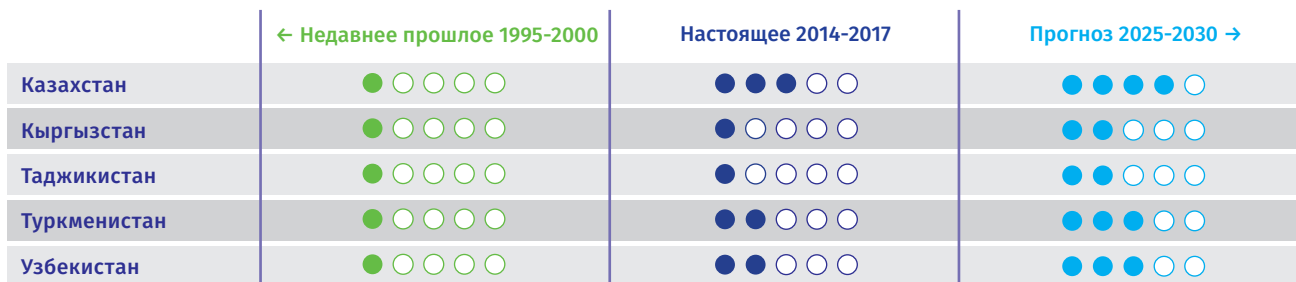 ← Недавнее прошлое 1995-2000 Настоящее 2014-2017 Прогноз 2025-2030 →
Казахстан
Кыргызстан
Таджикистан
Туркменистан
Узбекистан